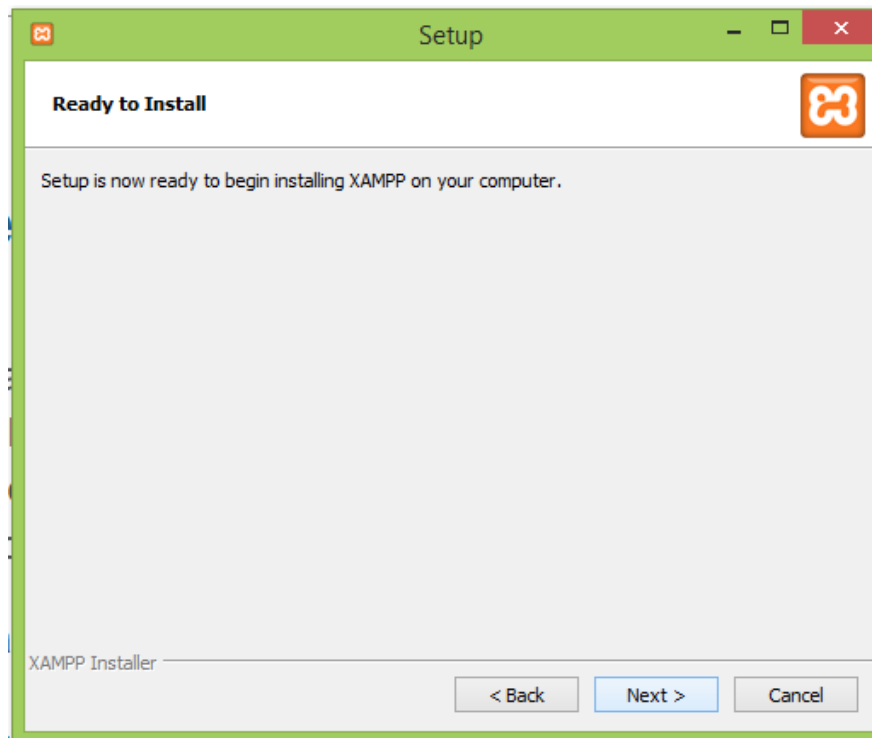 Setup
Ready to Install
Setup is now ready to begin installing XAMPP on your computer.
XAMPP Installer
< Back
Next >
Cancel